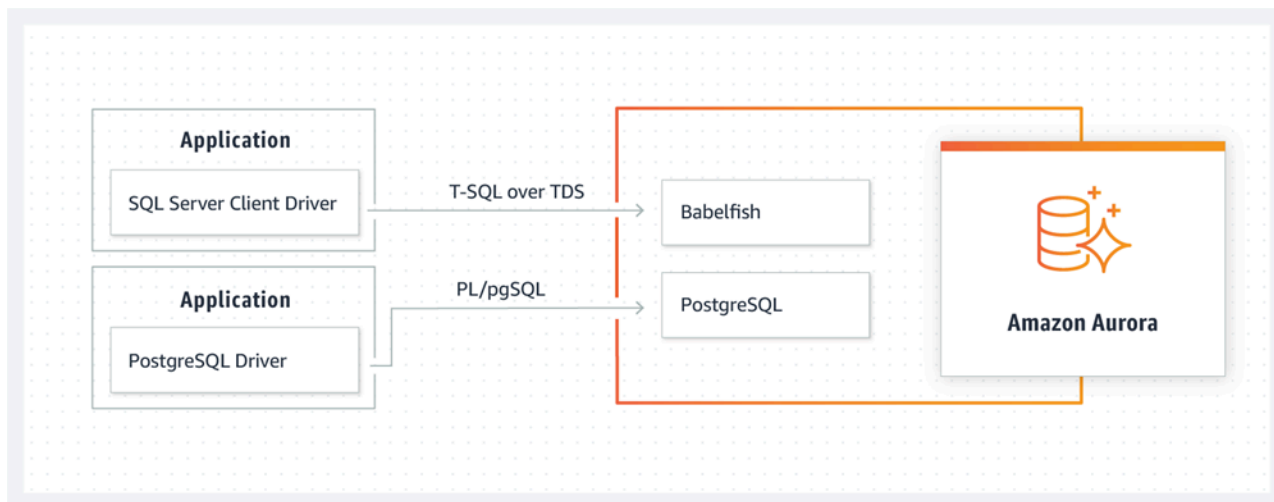 Application
SQL Server Client Driver
T-SQL over TDS
Babelfish
Application
PostgreSQL Driver
PL/pgSQL
PostgreSQL
Amazon Aurora